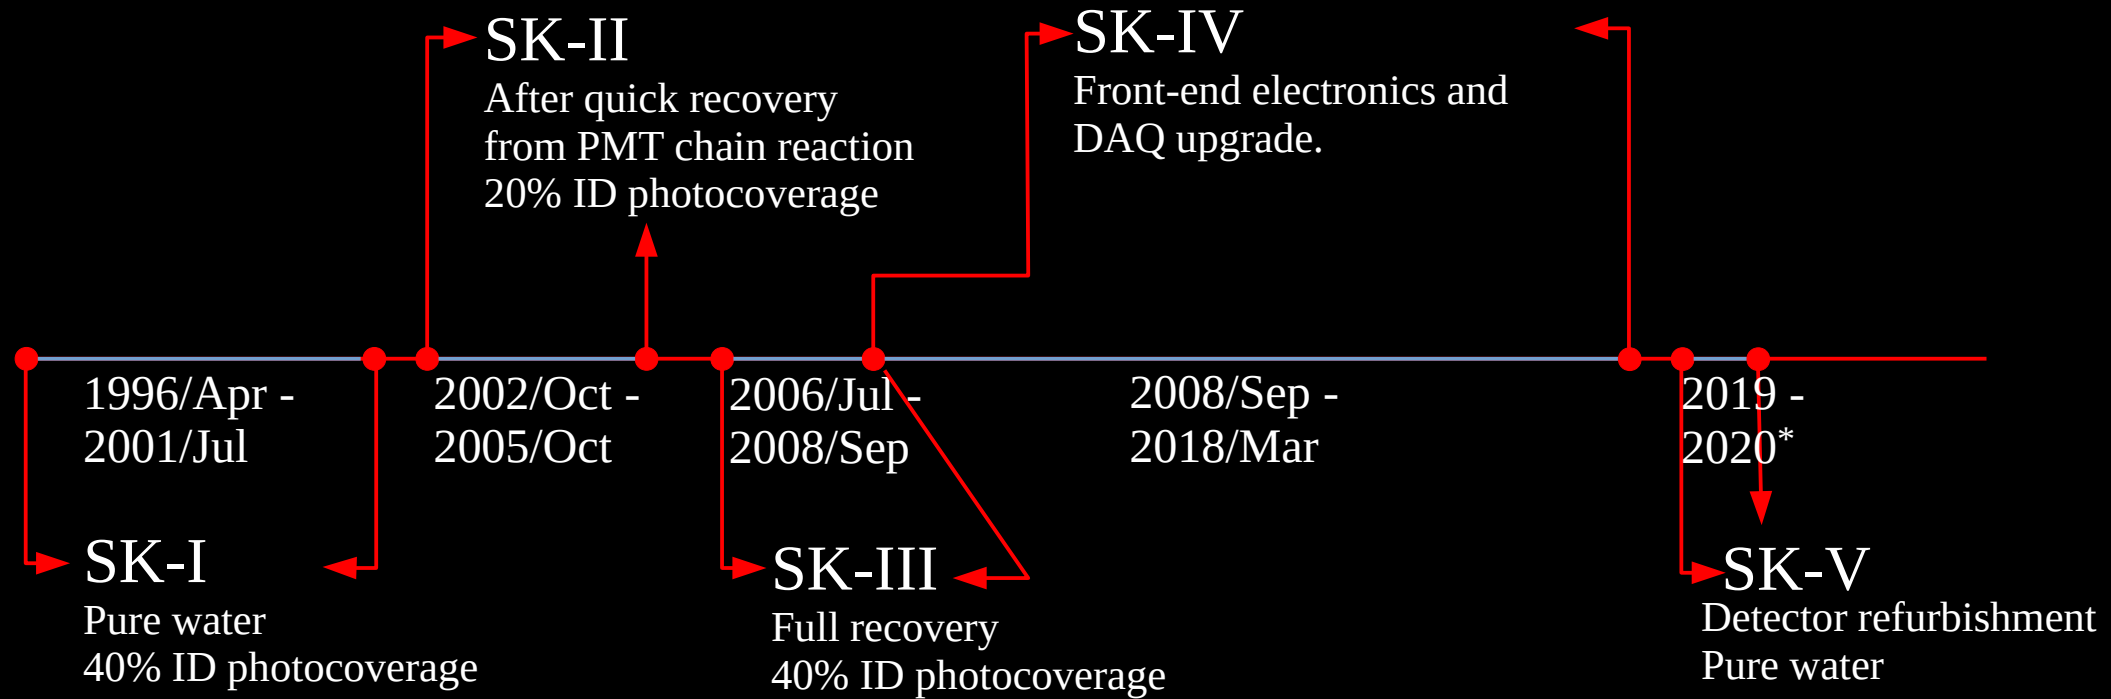 SK-II
After quick recovery
from PMT chain reaction
20% ID photocoverage
SK-IV
Front-end electronics and
DAQ upgrade.
1996/Apr -
2001/Jul
2002/Oct -
2005/Oct
2006/Jul -
2008/Sep
2008/Sep -
2018/Mar
2019 -
2020*
SK-I
Pure water
40% ID photocoverage
SK-III
Full recovery
40% ID photocoverage
SK-V
Detector refurbishment
Pure water